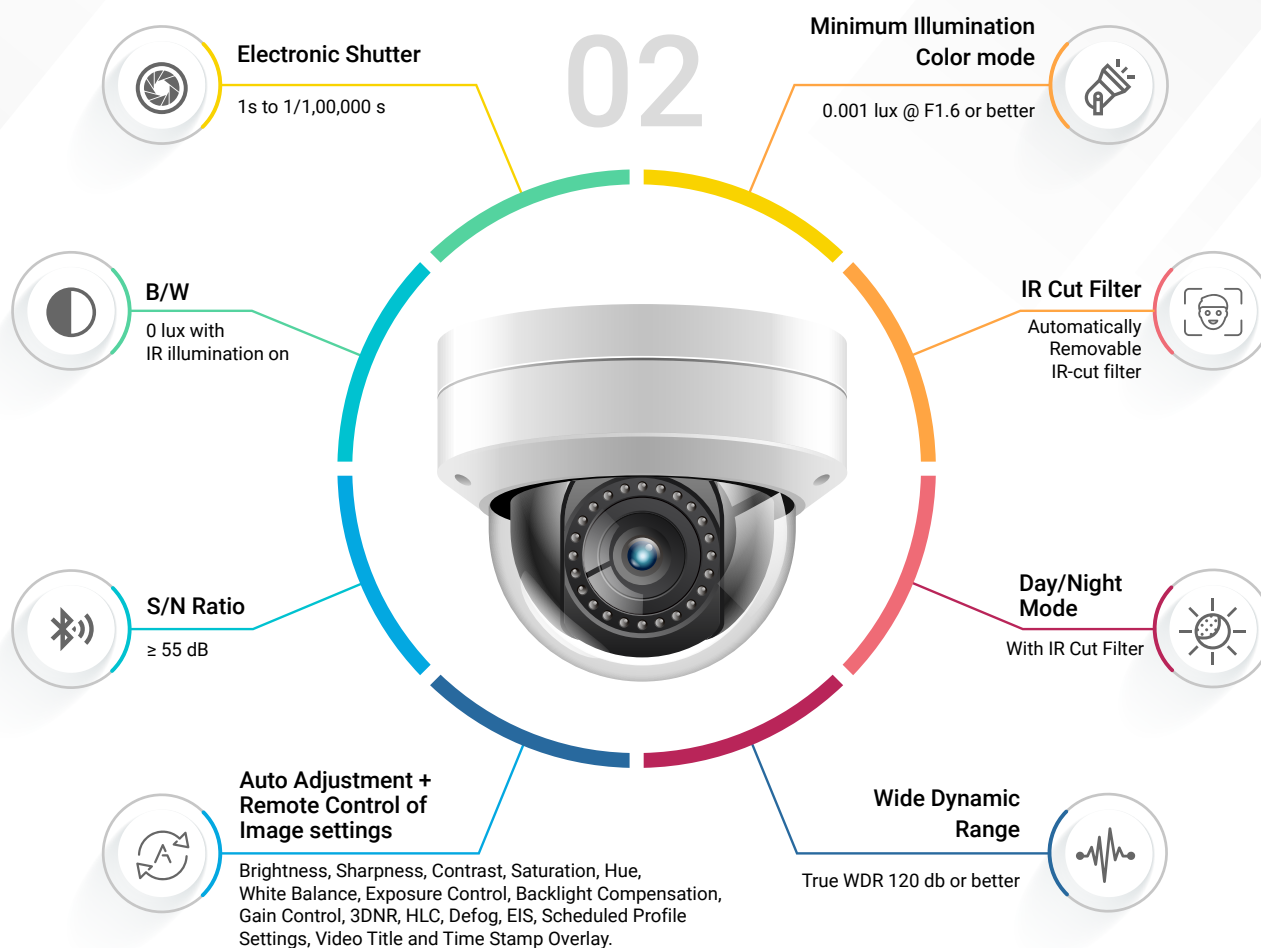 02
Electronic Shutter
1s to 1/1,00,000 s
Minimum Illumination
Color mode
0.001 lux @ F1.6 or better
B/W
0 lux with
IR illumination on
IR Cut Filter
Automatically
Removable
IR-cut filter
S/N Ratio
≥ 55 dB
Day/Night
Mode
With IR Cut Filter
Auto Adjustment +
Remote Control of
Image settings
Brightness, Sharpness, Contrast, Saturation, Hue,
White Balance, Exposure Control, Backlight Compensation,
Gain Control, 3DNR, HLC, Defog, EIS, Scheduled Profile
Settings, Video Title and Time Stamp Overlay.
Wide Dynamic
Range
True WDR 120 db or better
A